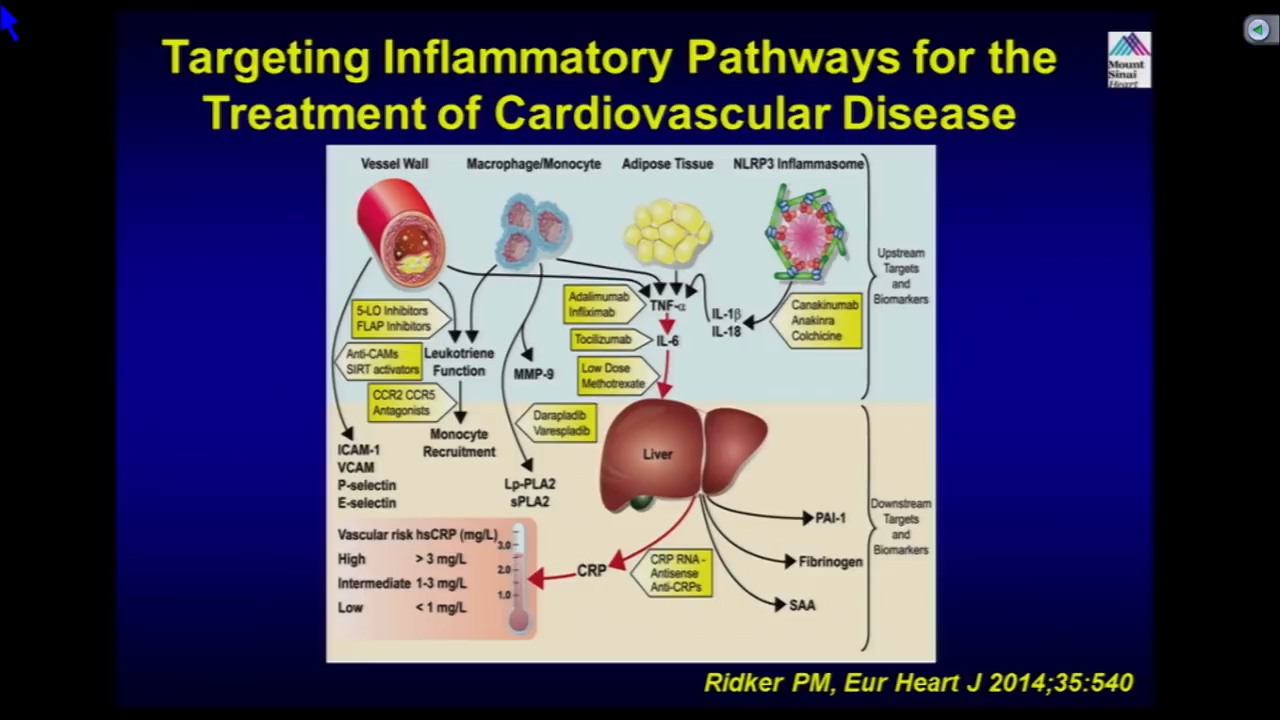 Targeting Inflammatory Pathways for the
Treatment of Cardiovascular Disease
Mount
Sinai
Heart
Vessel Wall
Macrophage/Monocyte
Adipose Tissue
NLRP3 Inflammasome
Upstream
Targets
and
Biomarkers
5-LO Inhibitors
FLAP Inhibitors
Anti-CAMs
SIRT activators
CCR2 CCR5
Antagonists
Leukotriene
Function
Monocyte
Recruitment
MMP-9
Adalimumab
Infliximab
Tocilizumab
Low Dose
Methotrexate
TNF-α
IL-6
IL-1β
IL-18
Canakinumab
Anakinra
Colchicine
Darapladib
Varespladib
ICAM-1
VCAM
P-selectin
E-selectin
Lp-PLA2
sPLA2
Liver
Downstream
Targets
and
Biomarkers
PAI-1
Fibrinogen
SAA
CRP
CRP RNA -
Antisense
Anti-CRPs
Vascular risk hsCRP (mg/L)
High > 3 mg/L
Intermediate 1-3 mg/L
Low < 1 mg/L
3.0
2.0
1.0
Ridker PM, Eur Heart J 2014;35:540